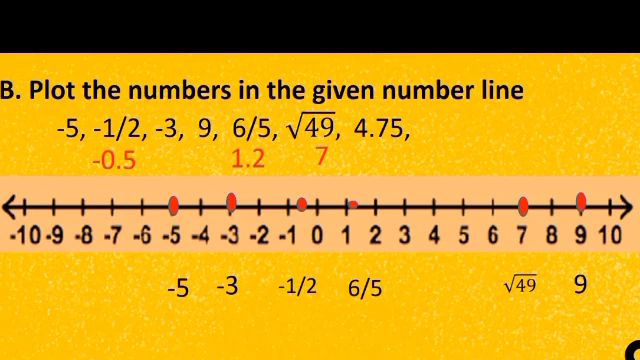 B. Plot the numbers in the given number line
-5, -1/2, -3, 9, 6/5, √49, 4.75,
-0.5 1.2 7
-10 -9 -8 -7 -6 -5 -4 -3 -2 -1 0 1 2 3 4 5 6 7 8 9 10
-5 -3 -1/2 6/5 √49 9